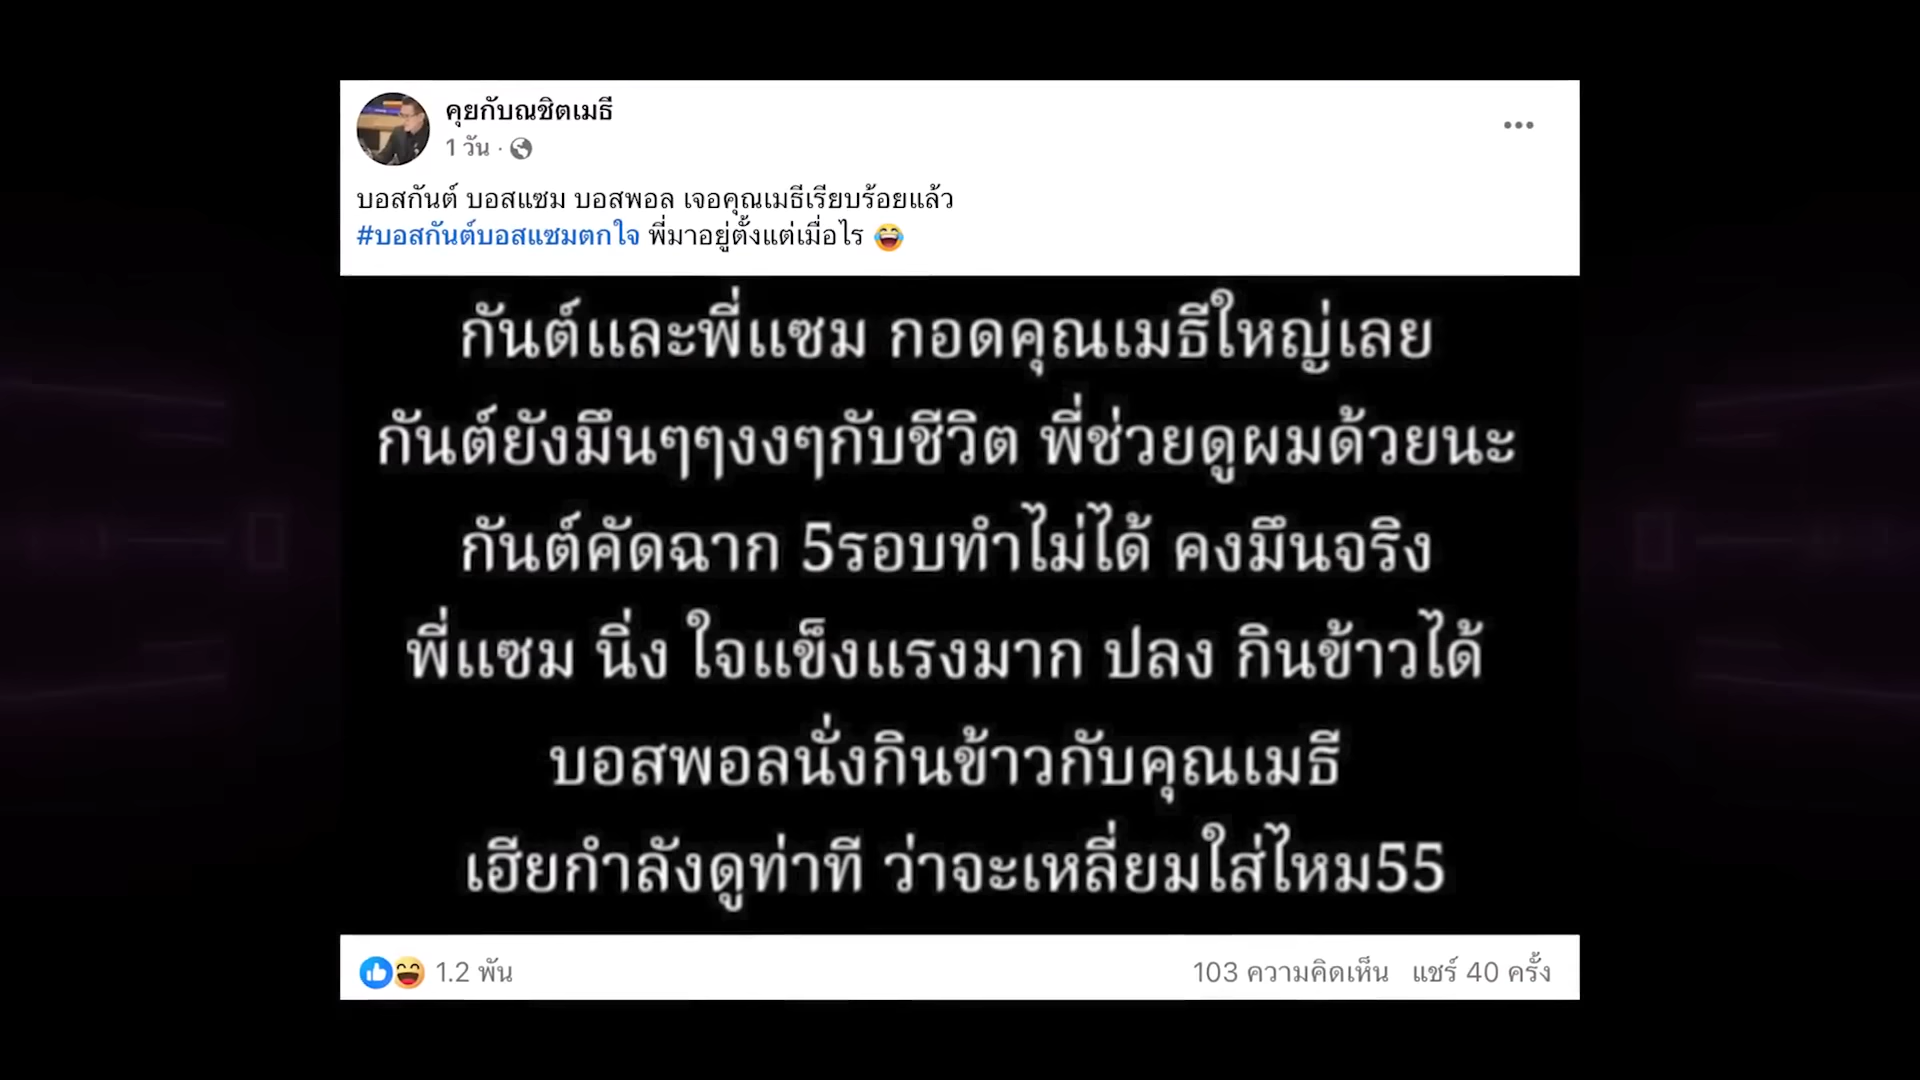 คุยกับณชิตเมธี
1 วัน ·
บอสกันต์ บอสแซม บอสพอล เจอคุณเมธีเรียบร้อยแล้ว
#บอสกันต์บอสแซมตกใจ พี่มาอยู่ตั้งแต่เมื่อไร 😂
กันต์และพี่แซม กอดคุณเมธีใหญ่เลย
กันต์ยังมึนๆๆงงๆกับชีวิต พี่ช่วยดูผมด้วยนะ
กันต์คัดฉาก 5รอบทำไม่ได้ คงมึนจริง
พี่แซม นิ่ง ใจแข็งแรงมาก ปลง กินข้าวได้
บอสพอลนั่งกินข้าวกับคุณเมธี
เฮียกำลังดูท่าที ว่าจะเหลี่ยมใส่ไหม55
1.2 พัน
103 ความคิดเห็น แชร์ 40 ครั้ง